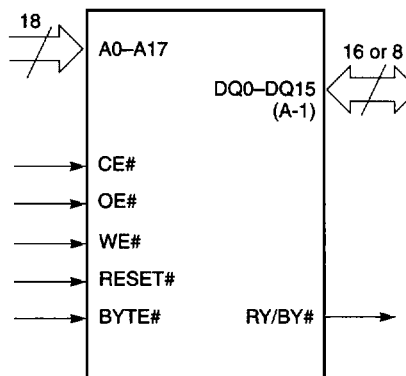 18
A0–A17
16 or 8
DQ0–DQ15
(A-1)
CE#
OE#
WE#
RESET#
BYTE#
RY/BY#